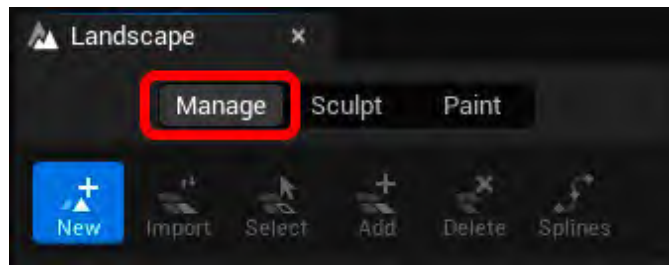 Landscape
Manage Sculpt Paint
New Import Select Add Delete Splines